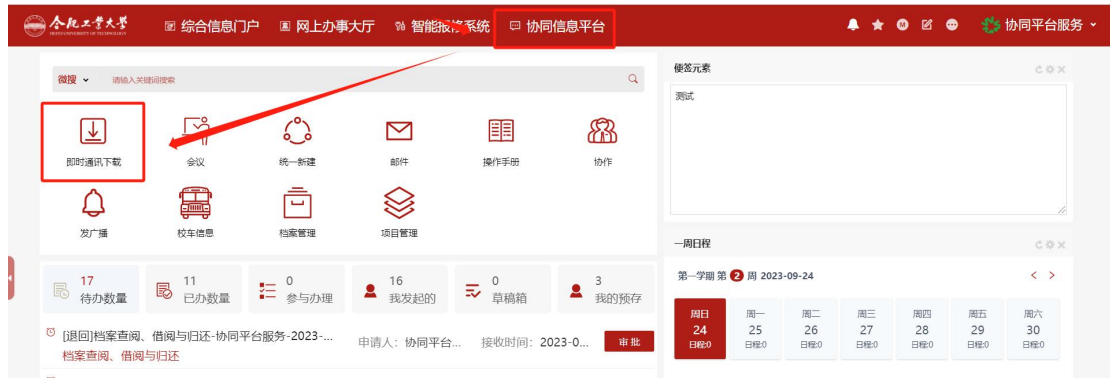 合肥工业大学
HEFEI UNIVERSITY OF TECHNOLOGY
综合信息门户
网上办事大厅
智能报修系统
协同信息平台
协同平台服务
微搜
请输入关键词搜索
即时通讯下载
会议
统一新建
邮件
操作手册
协作
发广播
校车信息
档案管理
项目管理
17
待办数量
11
已办数量
0
参与办理
16
我发起的
0
草稿箱
3
我的预存
[退回]档案查阅、借阅与归还-协同平台服务-2023-...
档案查阅、借阅与归还
申请人：协同平台...
接收时间：2023-0...
审批
便签元素
测试
一周日程
第一学期 第 2 周 2023-09-24
周日
24
日程:0
周一
25
日程:0
周二
26
日程:0
周三
27
日程:0
周四
28
日程:0
周五
29
日程:0
周六
30
日程:0